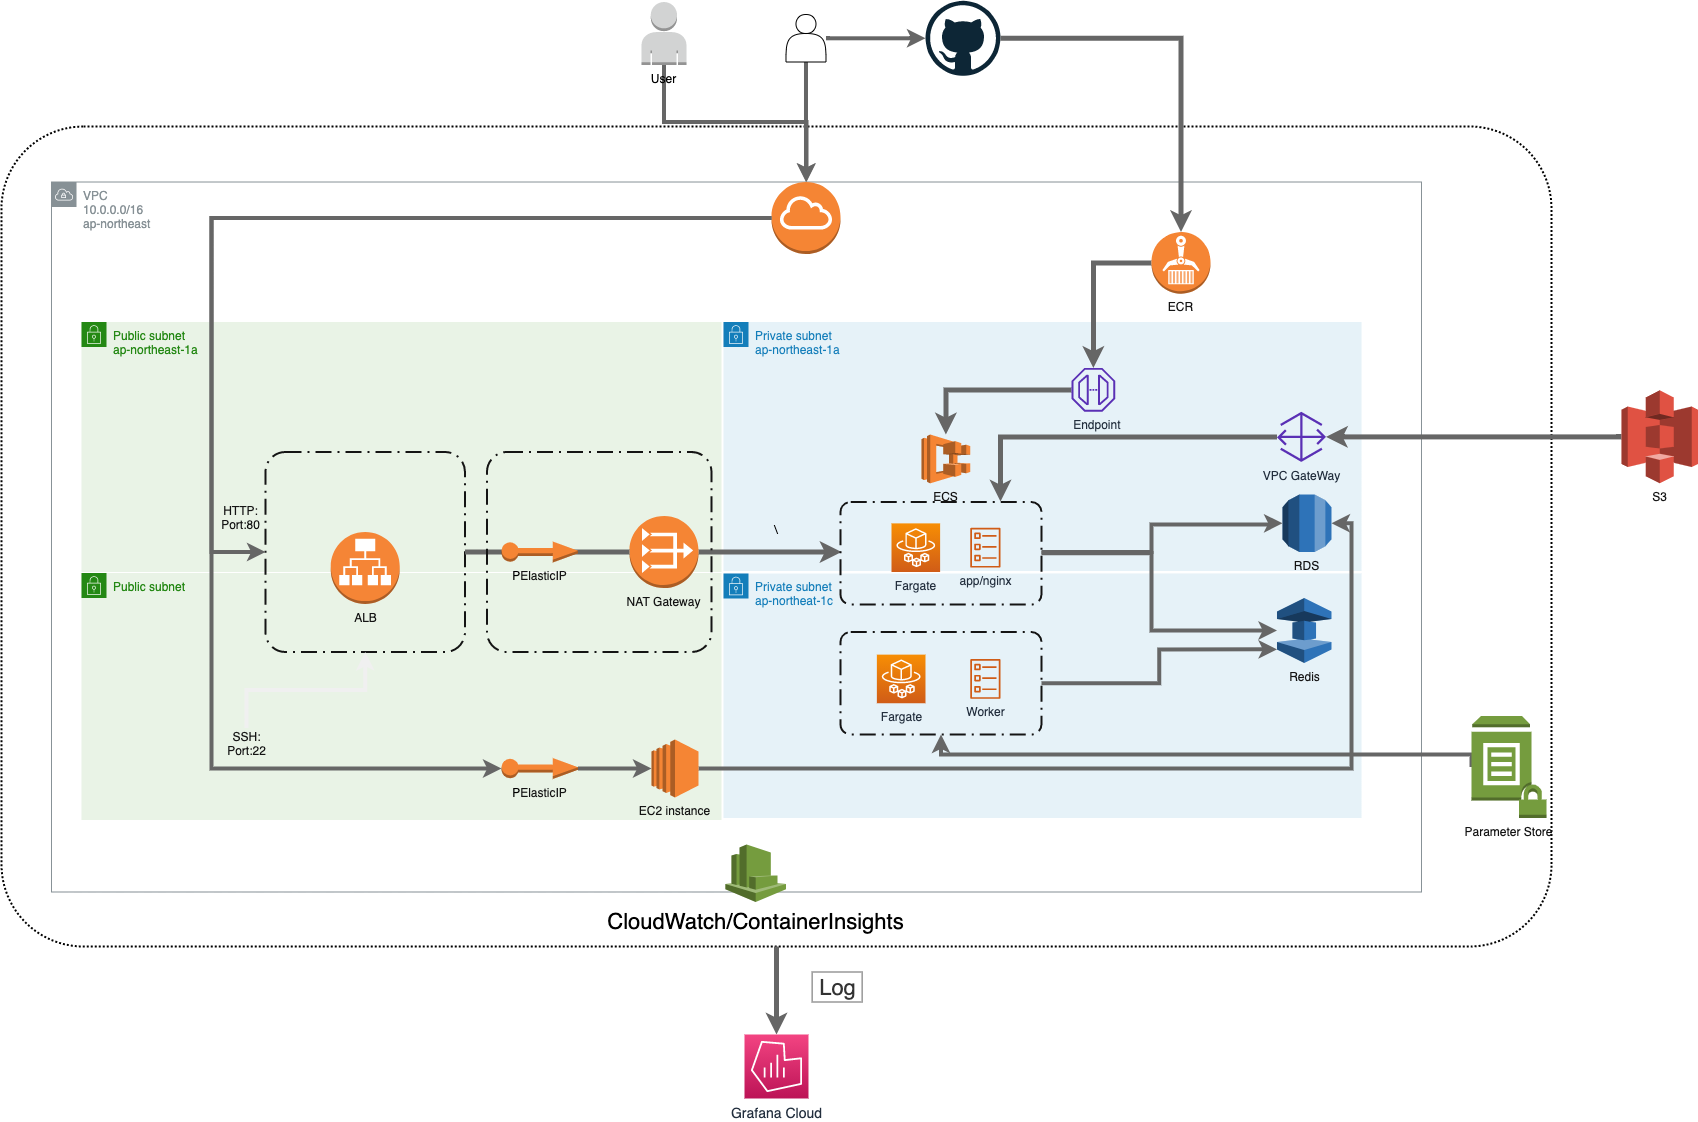 User
VPC
10.0.0.0/16
ap-northeast
ECR
Public subnet
ap-northeast-1a
Private subnet
ap-northeast-1a
Endpoint
VPC GateWay
ECS
S3
HTTP:
Port:80
\
PElasticIP
NAT Gateway
ALB
Fargate
app/nginx
RDS
Public subnet
Private subnet
ap-northeat-1c
Redis
Fargate
Worker
SSH:
Port:22
PElasticIP
EC2 instance
Parameter Store
CloudWatch/ContainerInsights
Log
Grafana Cloud